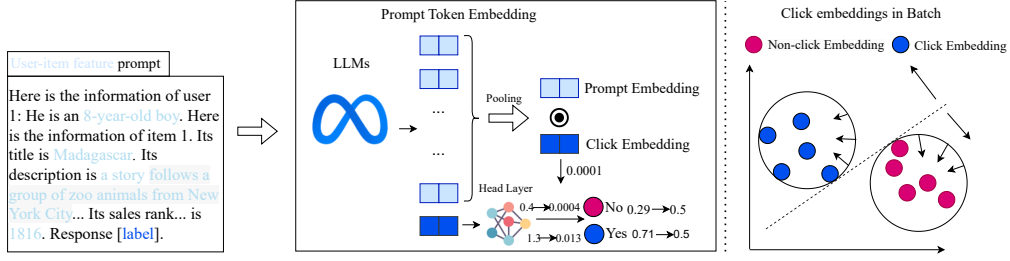 User-item feature prompt
Here is the information of user
1: He is an 8-year-old boy. Here
is the information of item 1. Its
title is Madagascar. Its
description is a story follows a
group of zoo animals from New
York City... Its sales rank... is
1816. Response [label].
Prompt Token Embedding
LLMs
...
...
...
Pooling
Prompt Embedding
Click Embedding
0.0001
Head Layer
0.4 0.0004
No 0.29 0.5
1.3 0.013
Yes 0.71 0.5
Click embeddings in Batch
Non-click Embedding
Click Embedding